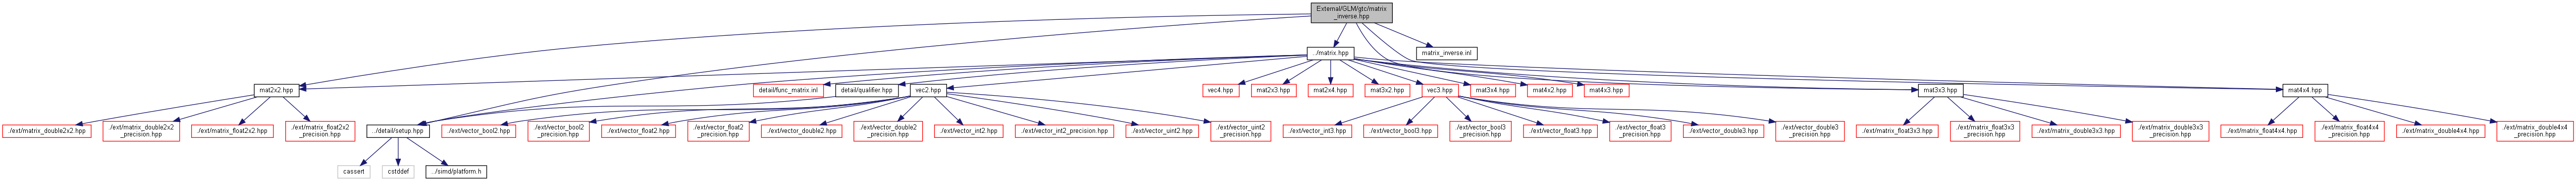 External/GLM/gtc/matrix
_inverse.hpp
../matrix.hpp
matrix_inverse.inl
mat2x2.hpp
detail/func_matrix.inl
detail/qualifier.hpp
vec2.hpp
vec4.hpp
mat2x3.hpp
mat2x4.hpp
mat3x2.hpp
vec3.hpp
mat3x4.hpp
mat4x2.hpp
mat4x3.hpp
mat3x3.hpp
mat4x4.hpp
./ext/matrix_double2x2.hpp
./ext/matrix_double2x2
_precision.hpp
./ext/matrix_float2x2.hpp
./ext/matrix_float2x2
_precision.hpp
../detail/setup.hpp
./ext/vector_bool2.hpp
./ext/vector_bool2
_precision.hpp
./ext/vector_float2.hpp
./ext/vector_float2
_precision.hpp
./ext/vector_double2.hpp
./ext/vector_double2
_precision.hpp
./ext/vector_int2.hpp
./ext/vector_int2_precision.hpp
./ext/vector_uint2.hpp
./ext/vector_uint2
_precision.hpp
./ext/vector_int3.hpp
./ext/vector_bool3.hpp
./ext/vector_bool3
_precision.hpp
./ext/vector_float3.hpp
./ext/vector_float3
_precision.hpp
./ext/vector_double3.hpp
./ext/vector_double3
_precision.hpp
./ext/matrix_float3x3.hpp
./ext/matrix_float3x3
_precision.hpp
./ext/matrix_double3x3.hpp
./ext/matrix_double3x3
_precision.hpp
./ext/matrix_float4x4.hpp
./ext/matrix_float4x4
_precision.hpp
./ext/matrix_double4x4.hpp
./ext/matrix_double4x4
_precision.hpp
cassert
cstddef
../simd/platform.h